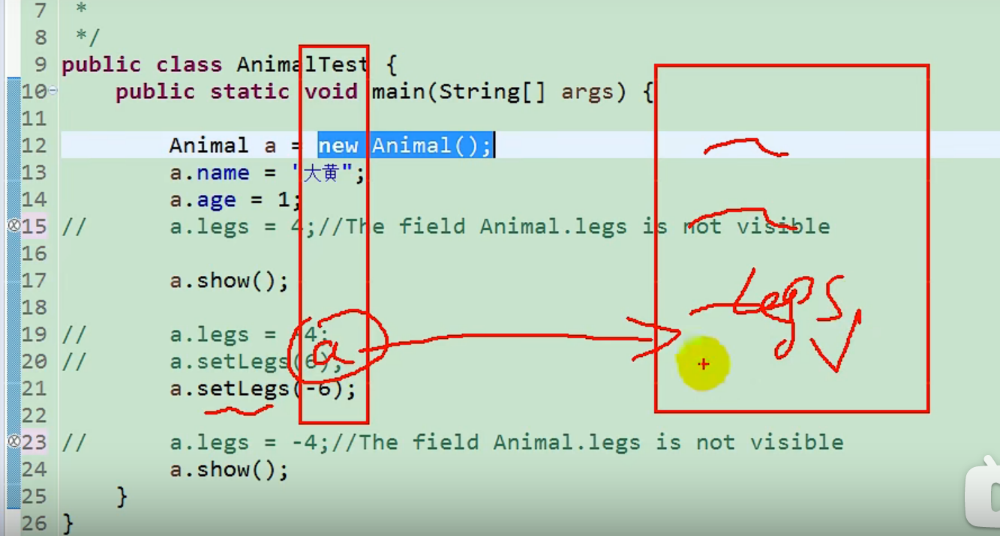 7 *
8 */
9 public class AnimalTest {
10 public static void main(String[] args) {
11
12 Animal a = new Animal();
13 a.name = "大黄";
14 a.age = 1;
15 // a.legs = 4;//The field Animal.legs is not visible
16
17 a.show();
18
legs
19 // a.legs = -4;
a
20 // a.setLegs(6);
21 a.setLegs(-6);
22
23 // a.legs = -4;//The field Animal.legs is not visible
24 a.show();
25 }
26 }